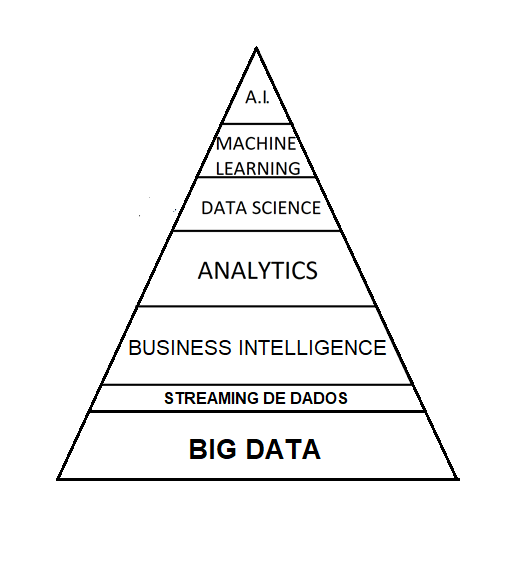 A.I.
MACHINE
LEARNING
DATA SCIENCE
ANALYTICS
BUSINESS INTELLIGENCE
STREAMING DE DADOS
BIG DATA